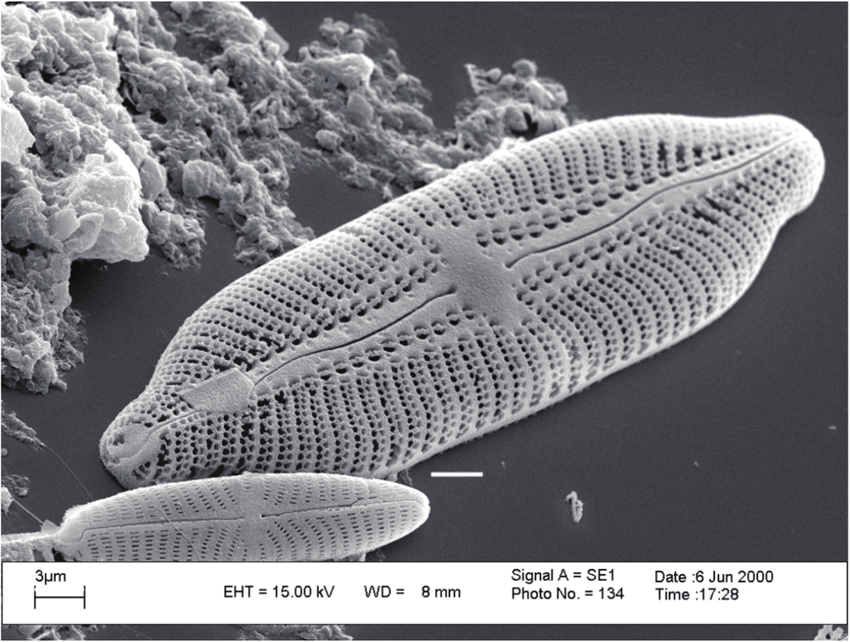 3µm
EHT = 15.00 kV WD = 8 mm
Signal A = SE1
Photo No. = 134
Date :6 Jun 2000
Time :17:28